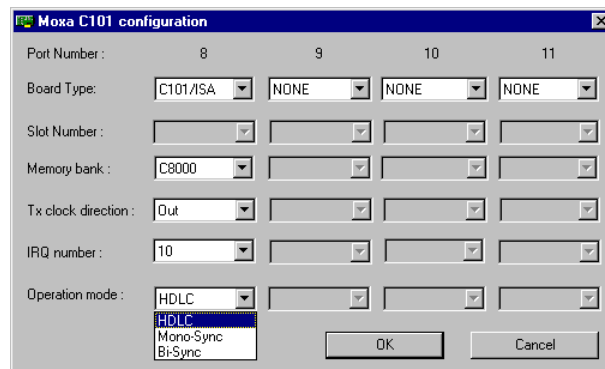 Moxa C101 configuration
Port Number : 8 9 10 11
Board Type: C101/ISA NONE NONE NONE
Slot Number :
Memory bank : C8000
Tx clock direction : Out
IRQ number : 10
Operation mode : HDLC
HDLC
Mono-Sync
Bi-Sync
OK Cancel